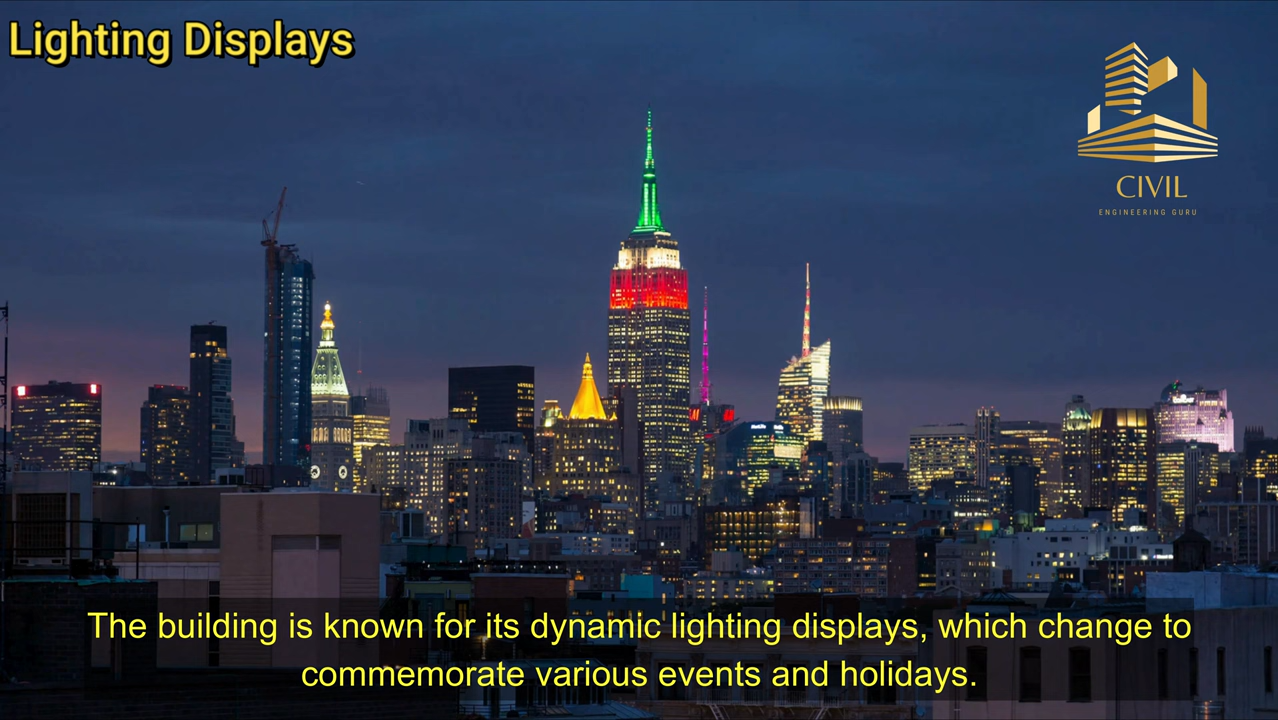 Lighting Displays
CIVIL
ENGINEERING GURU
The building is known for its dynamic lighting displays, which change to
commemorate various events and holidays.